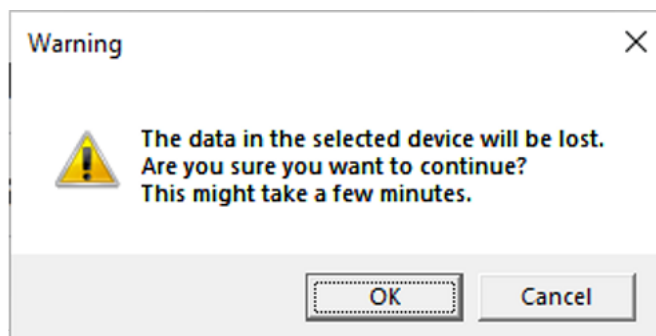 Warning
The data in the selected device will be lost.
Are you sure you want to continue?
This might take a few minutes.
OK
Cancel